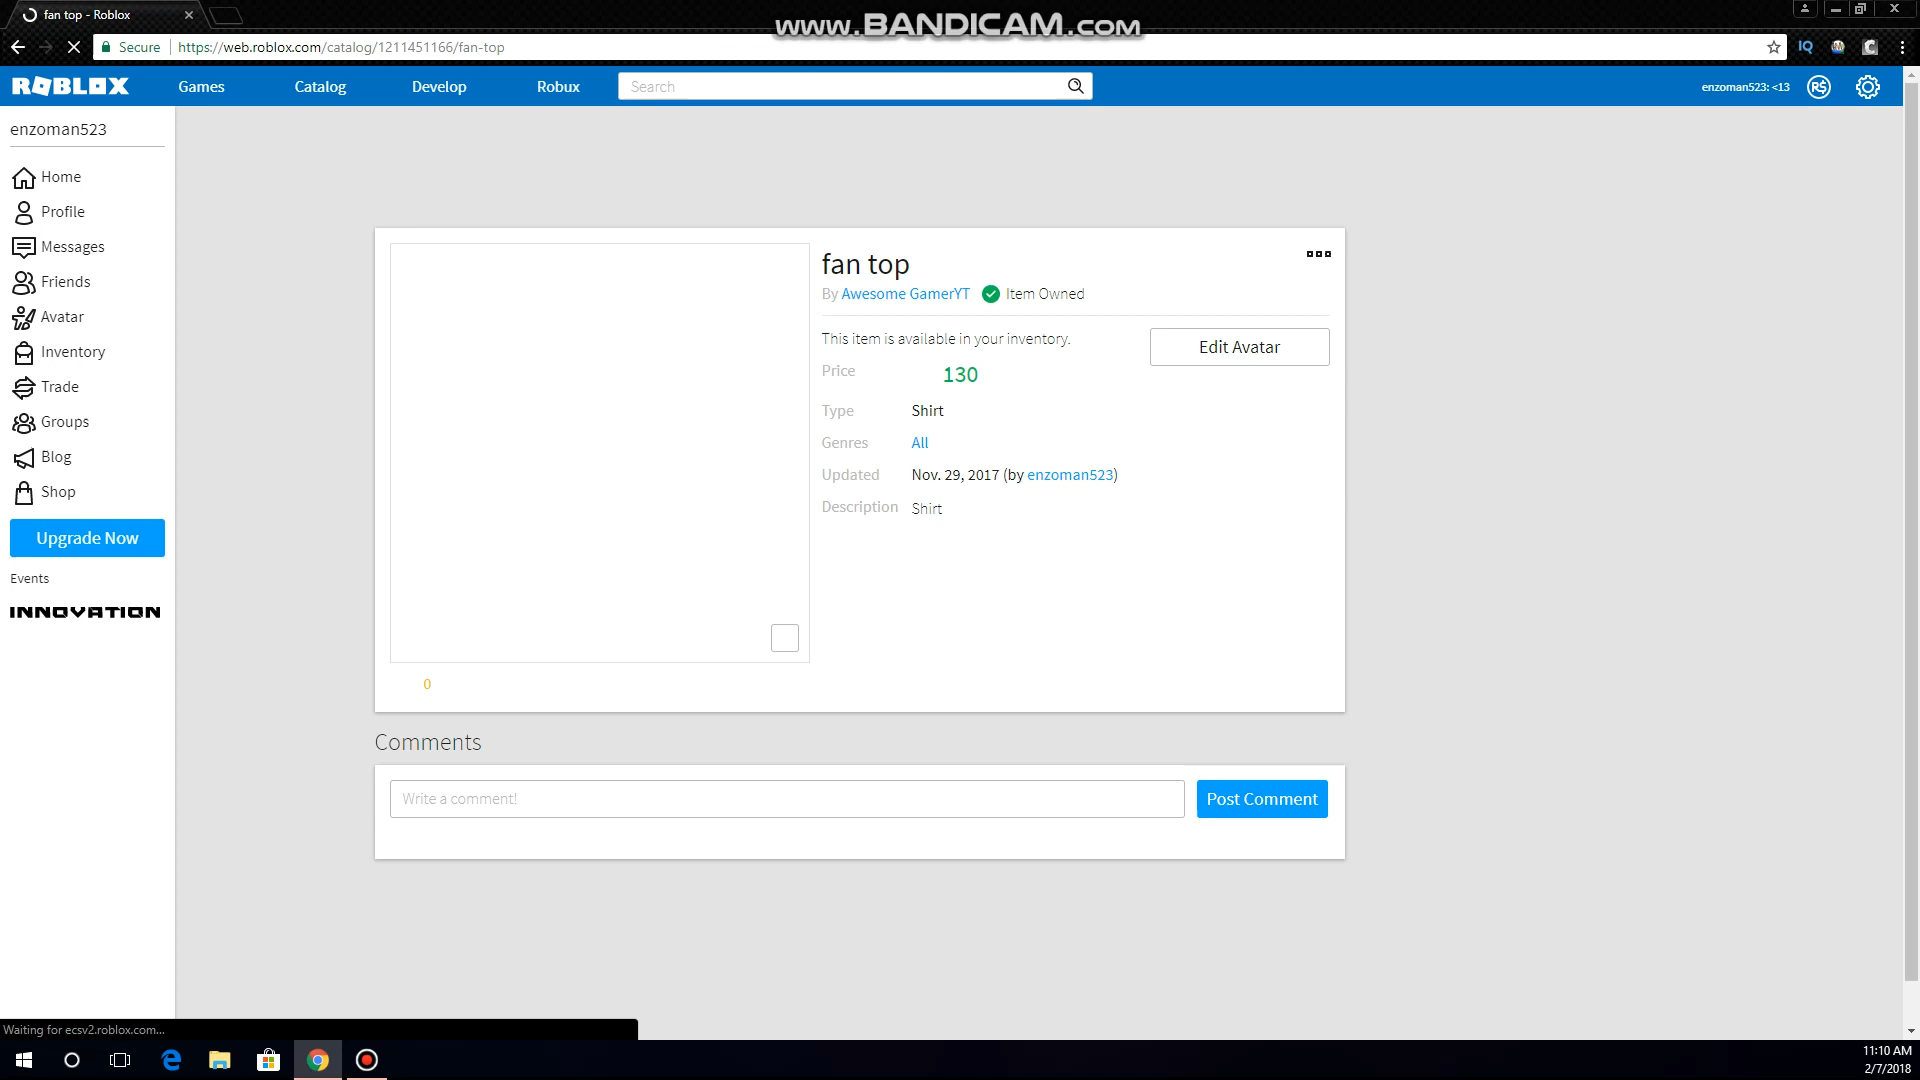 fan top - Roblox
www.BANDICAM.com
Secure
https://web.roblox.com/catalog/1211451166/fan-top
IQ
ROBLOX
Games
Catalog
Develop
Robux
Search
enzoman523: <13
R$
enzoman523
Home
Profile
Messages
Friends
Avatar
Inventory
Trade
Groups
Blog
Shop
Upgrade Now
Events
INNOVATION
fan top
By Awesome GamerYT Item Owned
This item is available in your inventory.
Edit Avatar
Price 130
Type Shirt
Genres All
Updated Nov. 29, 2017 (by enzoman523)
Description Shirt
0
Comments
Write a comment!
Post Comment
Waiting for ecsv2.roblox.com...
11:10 AM
2/7/2018